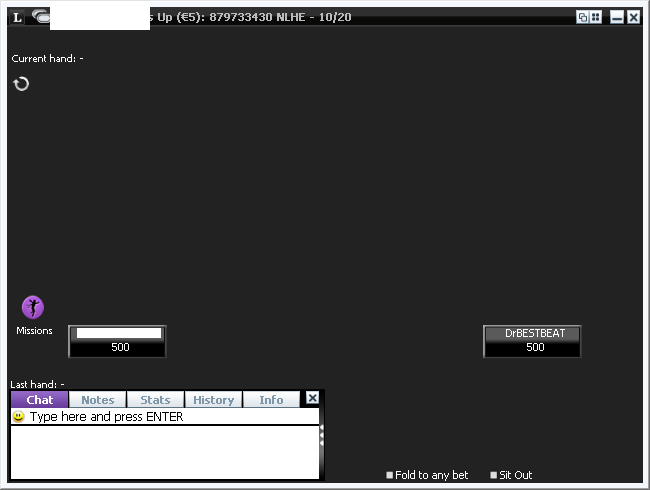 L s Up (€5): 879733430 NLHE - 10/20
Current hand: -
Missions
500
DrBESTBEAT
500
Last hand: -
Chat Notes Stats History Info
Type here and press ENTER
Fold to any bet Sit Out